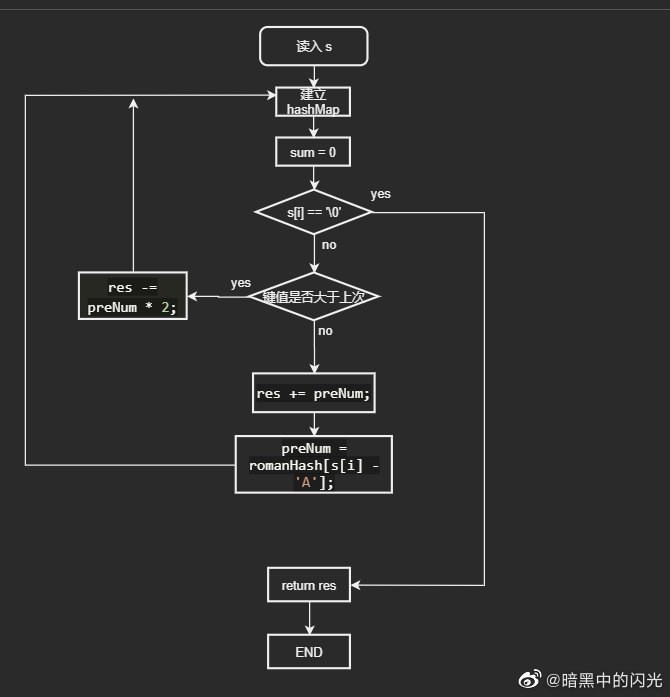 读入 s
建立
hashMap
sum = 0
s[i] == '\0'
yes
no
键值是否大于上次
yes
no
res -=
preNum * 2;
res += preNum;
preNum =
romanHash[s[i] -
'A'];
return res
END
@暗黑中的闪光